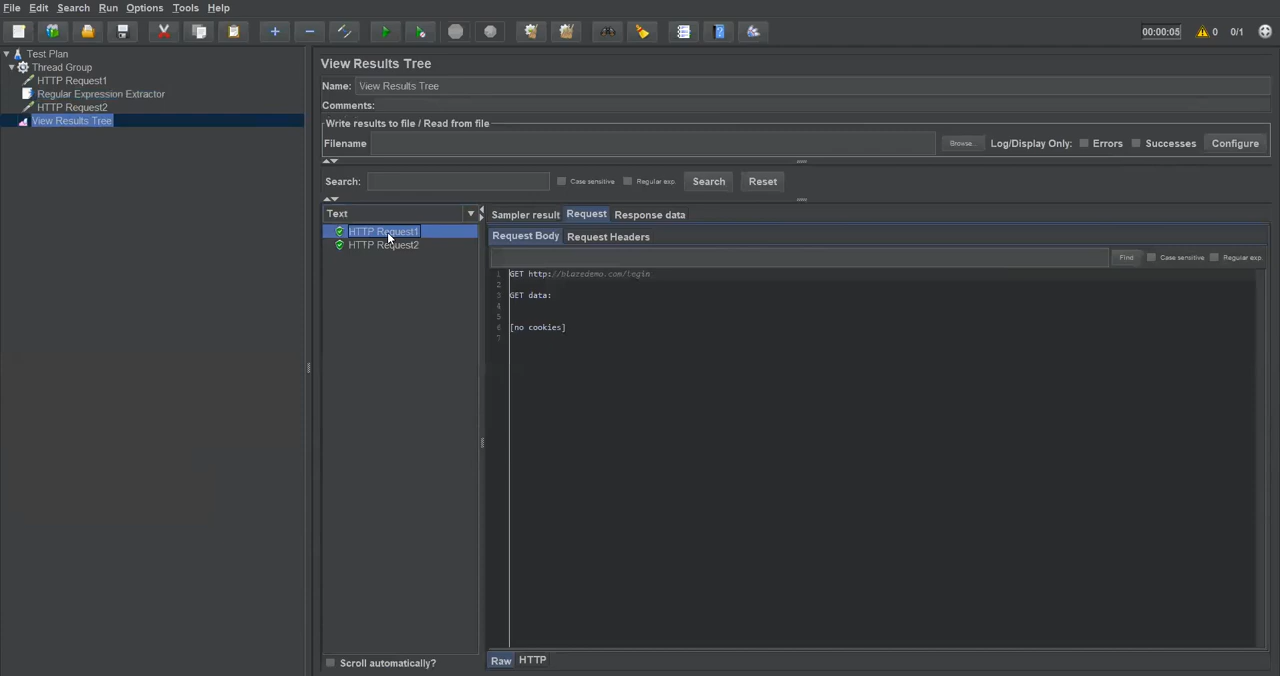 File Edit Search Run Options Tools Help
00:00:05 0 0/1
Test Plan
Thread Group
HTTP Request1
Regular Expression Extractor
HTTP Request2
View Results Tree
View Results Tree
Name: View Results Tree
Comments:
Write results to file / Read from file
Filename Browse... Log/Display Only: Errors Successes Configure
Search: Case sensitive Regular exp. Search Reset
Text
HTTP Request1
HTTP Request2
Scroll automatically?
Sampler result Request Response data
Request Body Request Headers
Find Case sensitive Regular exp.
1 GET http://blazedemo.com/login
2
3 GET data:
4
5
6 [no cookies]
7
Raw HTTP